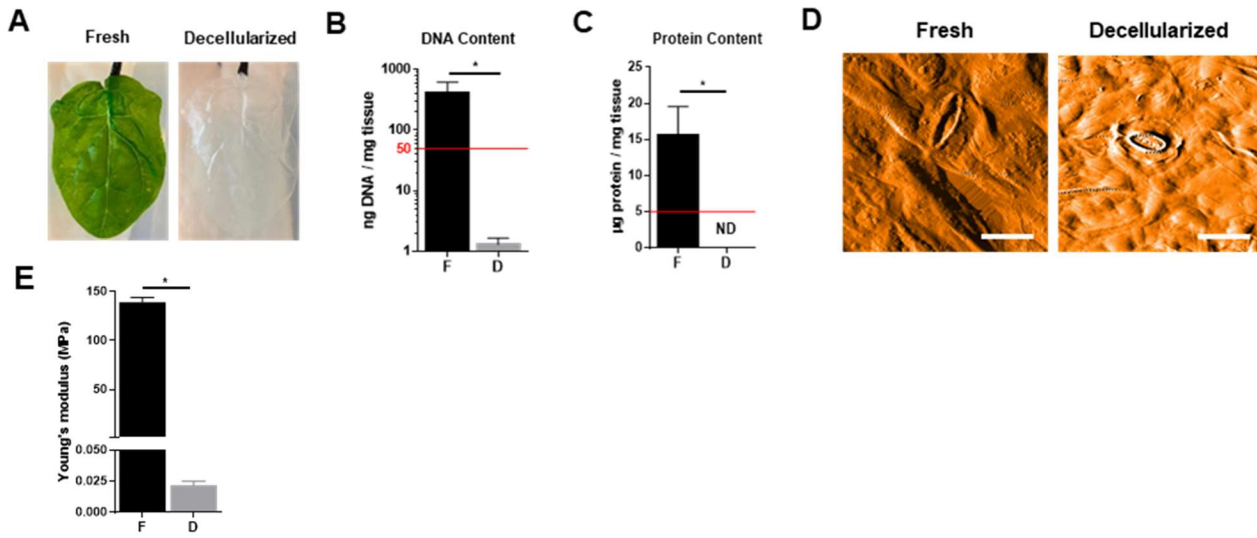 A
Fresh
Decellularized
B
DNA Content
ng DNA / mg tissue
1000
100
50
10
1
*
F
D
C
Protein Content
µg protein / mg tissue
25
20
15
10
5
0
*
ND
F
D
D
Fresh
Decellularized
E
Young's modulus (MPa)
150
100
50
0.050
0.025
0.000
*
F
D